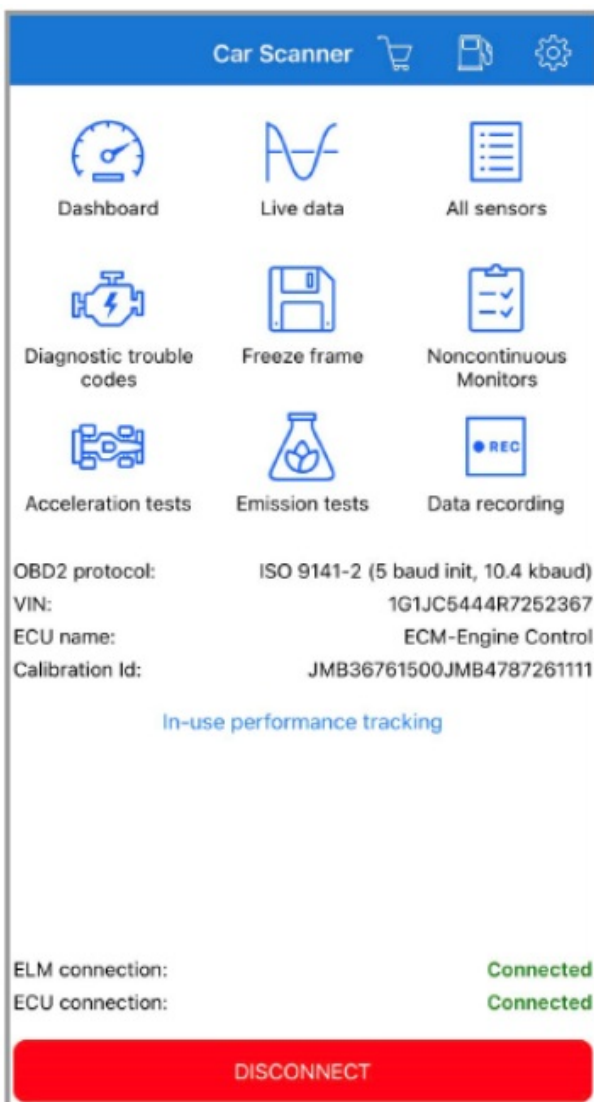 Car Scanner
Dashboard
Live data
All sensors
Diagnostic trouble
codes
Freeze frame
Noncontinuous
Monitors
REC
Acceleration tests
Emission tests
Data recording
OBD2 protocol: ISO 9141-2 (5 baud init, 10.4 kbaud)
VIN: 1G1JC5444R7252367
ECU name: ECM-Engine Control
Calibration Id: JMB36761500JMB4787261111
In-use performance tracking
ELM connection: Connected
ECU connection: Connected
DISCONNECT